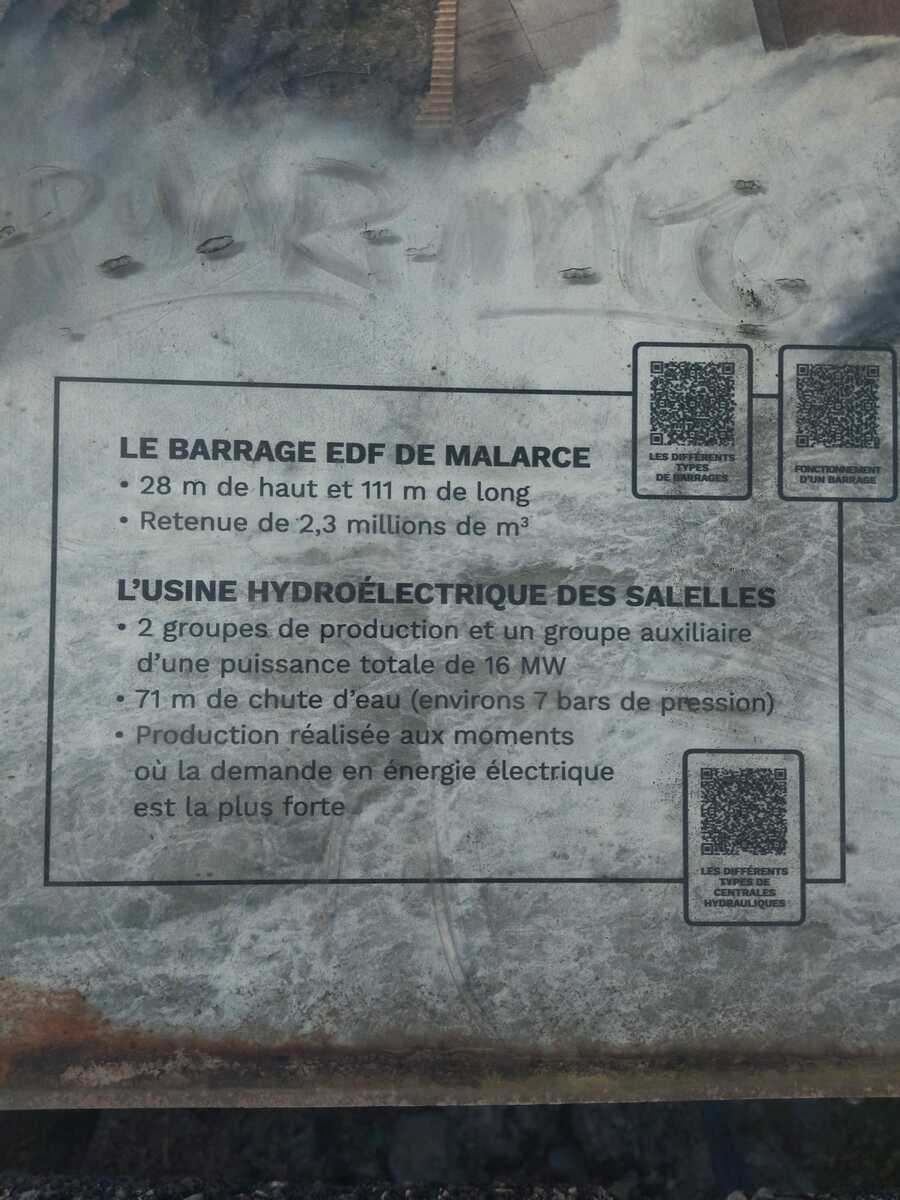 LE BARRAGE EDF DE MALARCE
• 28 m de haut et 111 m de long
• Retenue de 2,3 millions de m³
LES DIFFÉRENTS
TYPES
DE BARRAGES
FONCTIONNEMENT
D'UN BARRAGE
L'USINE HYDROÉLECTRIQUE DES SALELLES
• 2 groupes de production et un groupe auxiliaire
d'une puissance totale de 16 MW
• 71 m de chute d'eau (environs 7 bars de pression)
• Production réalisée aux moments
où la demande en énergie électrique
est la plus forte
LES DIFFÉRENTS
TYPES DE
CENTRALES
HYDRAULIQUES